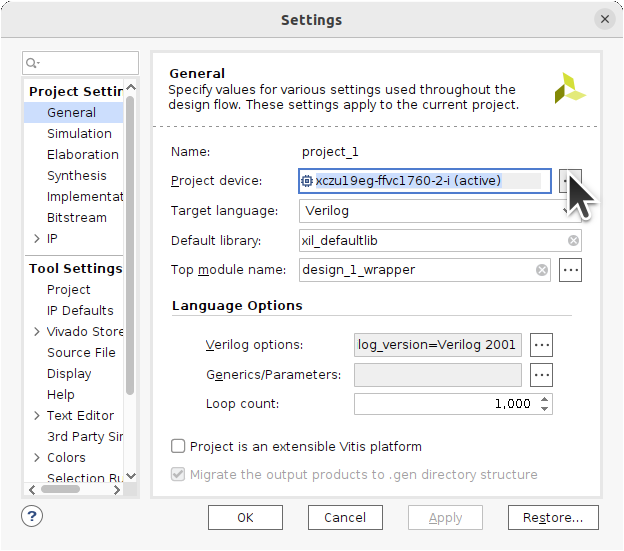 Settings
Project Settin
General
Simulation
Elaboration
Synthesis
Implementat
Bitstream
IP
Tool Settings
Project
IP Defaults
Vivado Store
Source File
Display
Help
Text Editor
3rd Party Sim
Colors
Selection Ru
General
Specify values for various settings used throughout the
design flow. These settings apply to the current project.
Name: project_1
Project device: xczu19eg-ffvc1760-2-i (active)
Target language: Verilog
Default library: xil_defaultlib
Top module name: design_1_wrapper
Language Options
Verilog options: log_version=Verilog 2001
Generics/Parameters:
Loop count: 1,000
Project is an extensible Vitis platform
Migrate the output products to .gen directory structure
?
OK Cancel Apply Restore...